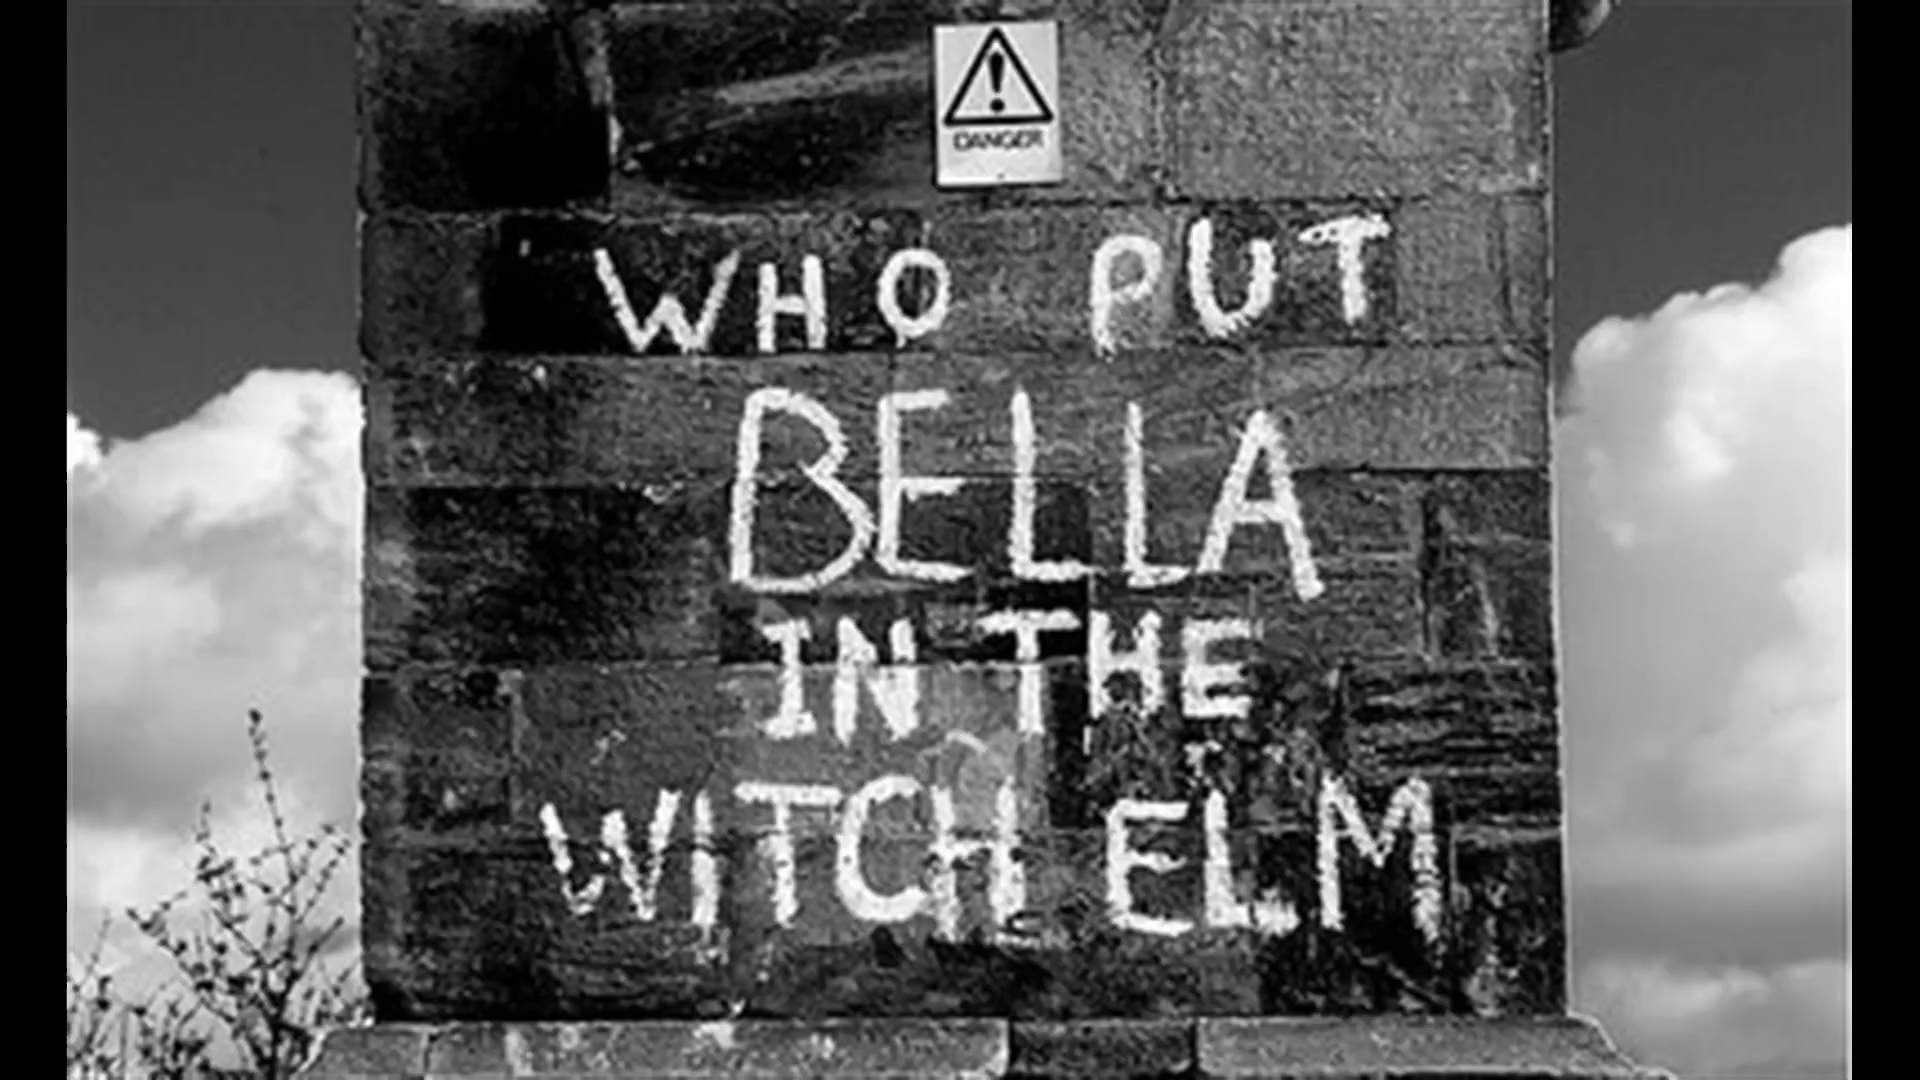 DANGER
WHO PUT
BELLA
IN THE
WITCH ELM